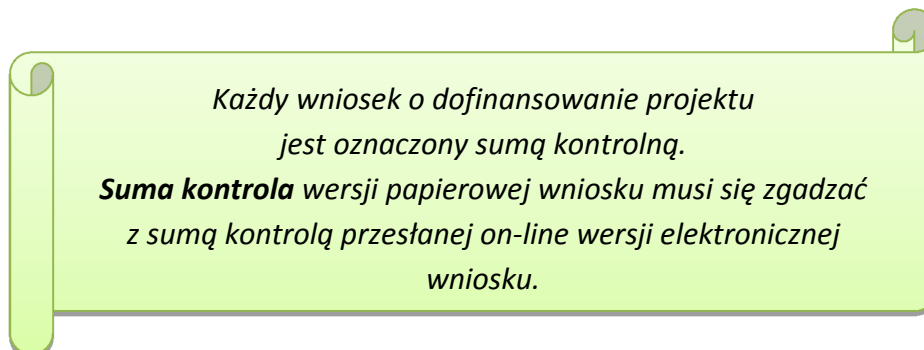 Każdy wniosek o dofinansowanie projektu
jest oznaczony sumą kontrolną.
Suma kontrola wersji papierowej wniosku musi się zgadzać
z sumą kontrolą przesłanej on-line wersji elektronicznej
wniosku.